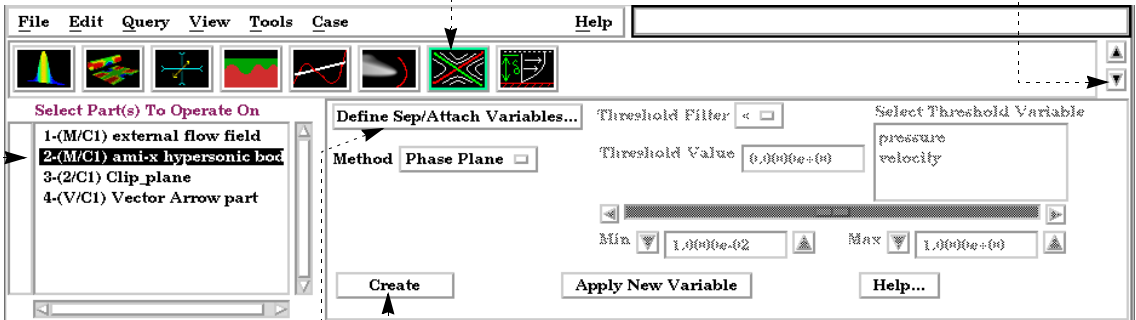 File Edit Query View Tools Case Help
Select Part(s) To Operate On
1-(M/C1) external flow field
2-(M/C1) ami-x hypersonic bod
3-(2/C1) Clip_plane
4-(V/C1) Vector Arrow part
Define Sep/Attach Variables...
Method Phase Plane
Threshold Filter <
Threshold Value 0.0000e+00
Select Threshold Variable
pressure
velocity
Min 1.0000e-02 Max 1.0000e+00
Create Apply New Variable Help...